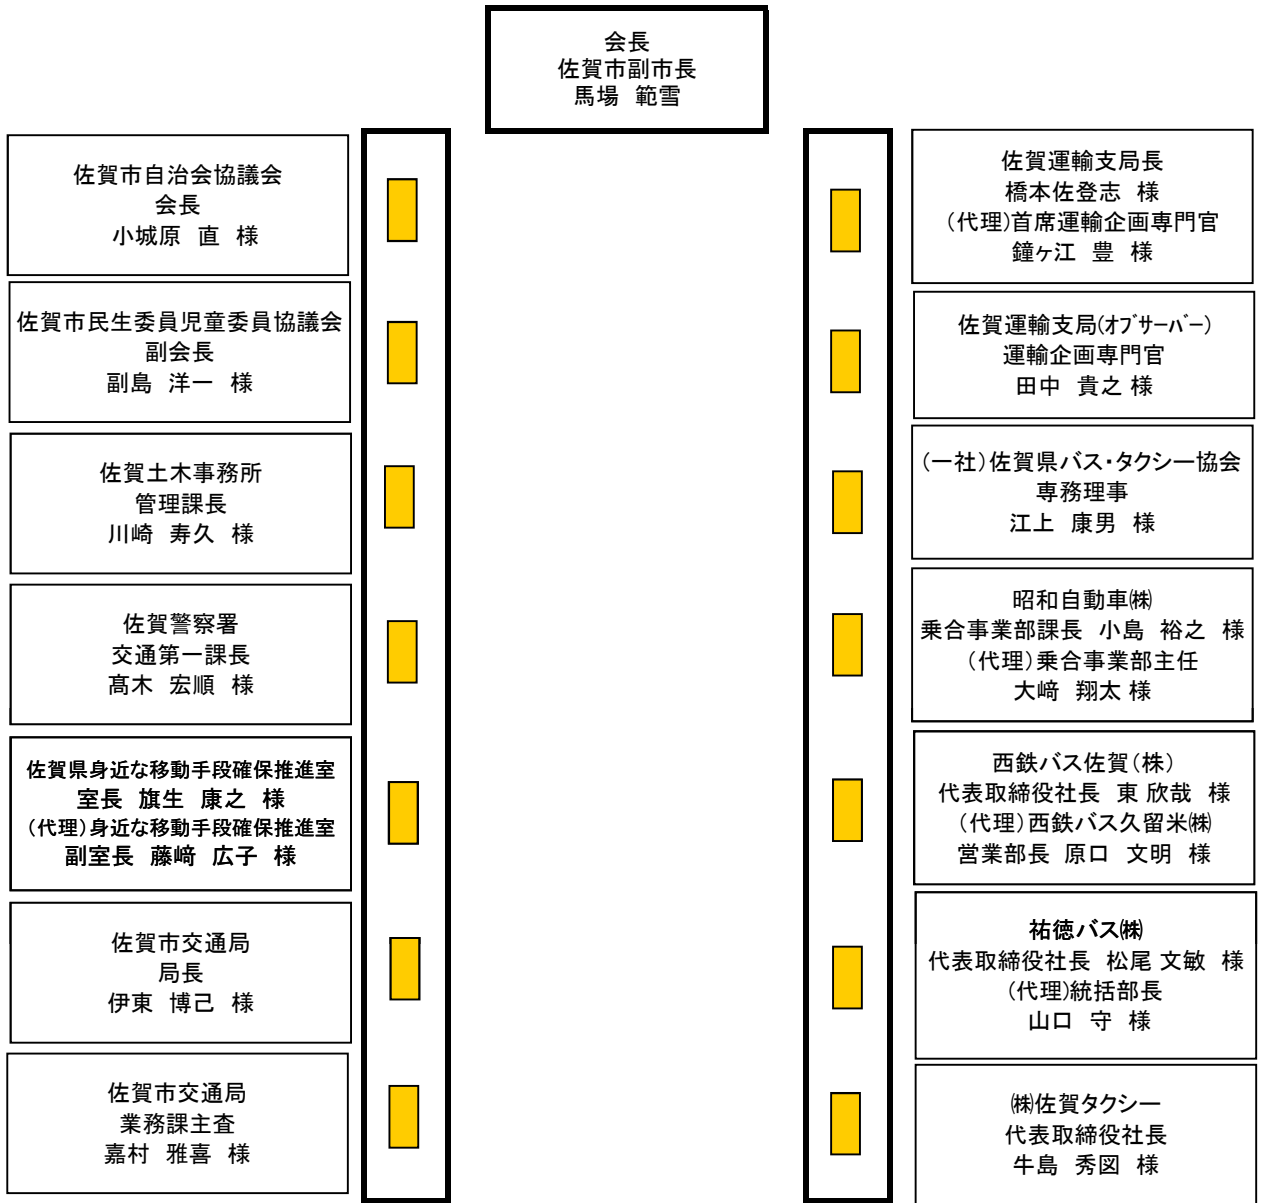 会長
佐賀市副市長
馬場 範雪
佐賀市自治会協議会
会長
小城原 直 様
佐賀市民生委員児童委員協議会
副会長
副島 洋一 様
佐賀土木事務所
管理課長
川崎 寿久 様
佐賀警察署
交通第一課長
髙木 宏順 様
佐賀県身近な移動手段確保推進室
室長 旗生 康之 様
(代理)身近な移動手段確保推進室
副室長 藤﨑 広子 様
佐賀市交通局
局長
伊東 博己 様
佐賀市交通局
業務課主査
嘉村 雅喜 様
佐賀運輸支局長
橋本佐登志 様
(代理)首席運輸企画専門官
鐘ヶ江 豊 様
佐賀運輸支局(ｵﾌﾞｻｰﾊﾞｰ)
運輸企画専門官
田中 貴之 様
(一社)佐賀県バス・タクシー協会
専務理事
江上 康男 様
昭和自動車㈱
乗合事業部課長 小島 裕之 様
(代理)乗合事業部主任
大﨑 翔太 様
西鉄バス佐賀(株)
代表取締役社長 東 欣哉 様
(代理)西鉄バス久留米㈱
営業部長 原口 文明 様
祐徳バス㈱
代表取締役社長 松尾 文敏 様
(代理)統括部長
山口 守 様
㈱佐賀タクシー
代表取締役社長
牛島 秀図 様